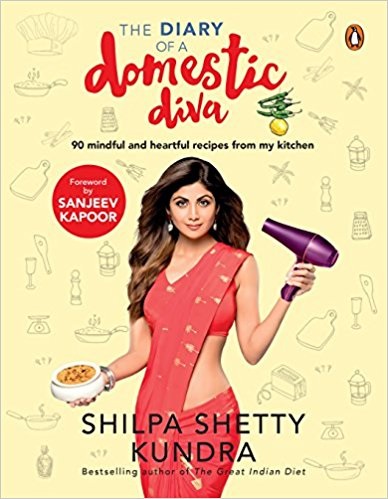 THE DIARY
OF A
domestic
diva
90 mindful and heartful recipes from my kitchen
Foreword
by
SANJEEV
KAPOOR
SHILPA SHETTY
KUNDRA
Bestselling author of The Great Indian Diet